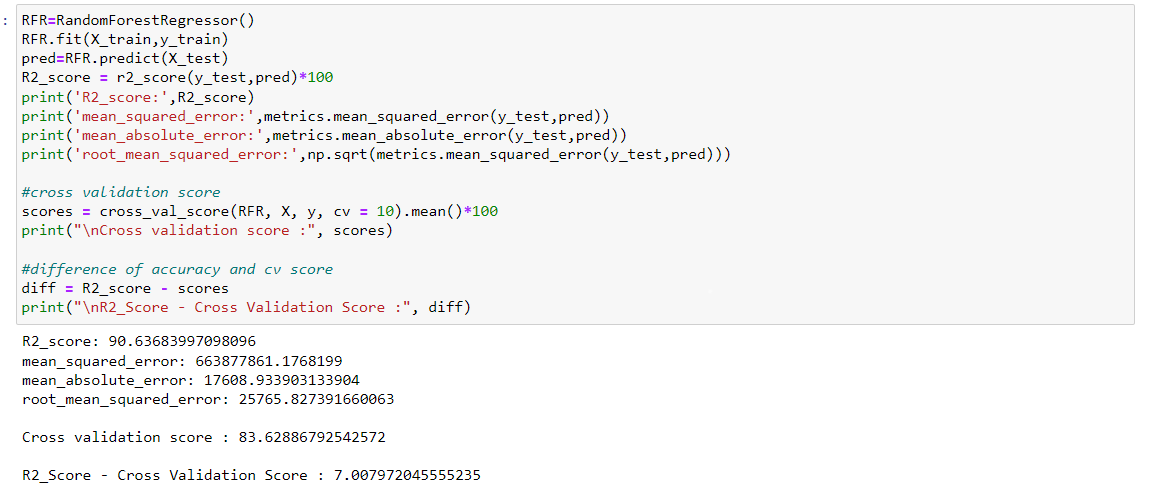 : RFR=RandomForestRegressor()
RFR.fit(X_train,y_train)
pred=RFR.predict(X_test)
R2_score = r2_score(y_test,pred)*100
print('R2_score:',R2_score)
print('mean_squared_error:',metrics.mean_squared_error(y_test,pred))
print('mean_absolute_error:',metrics.mean_absolute_error(y_test,pred))
print('root_mean_squared_error:',np.sqrt(metrics.mean_squared_error(y_test,pred)))
#cross validation score
scores = cross_val_score(RFR, X, y, cv = 10).mean()*100
print("\nCross validation score :", scores)
#difference of accuracy and cv score
diff = R2_score - scores
print("\nR2_Score - Cross Validation Score :", diff)
R2_score: 90.63683997098096
mean_squared_error: 663877861.1768199
mean_absolute_error: 17608.933903133904
root_mean_squared_error: 25765.827391660063
Cross validation score : 83.62886792542572
R2_Score - Cross Validation Score : 7.007972045555235